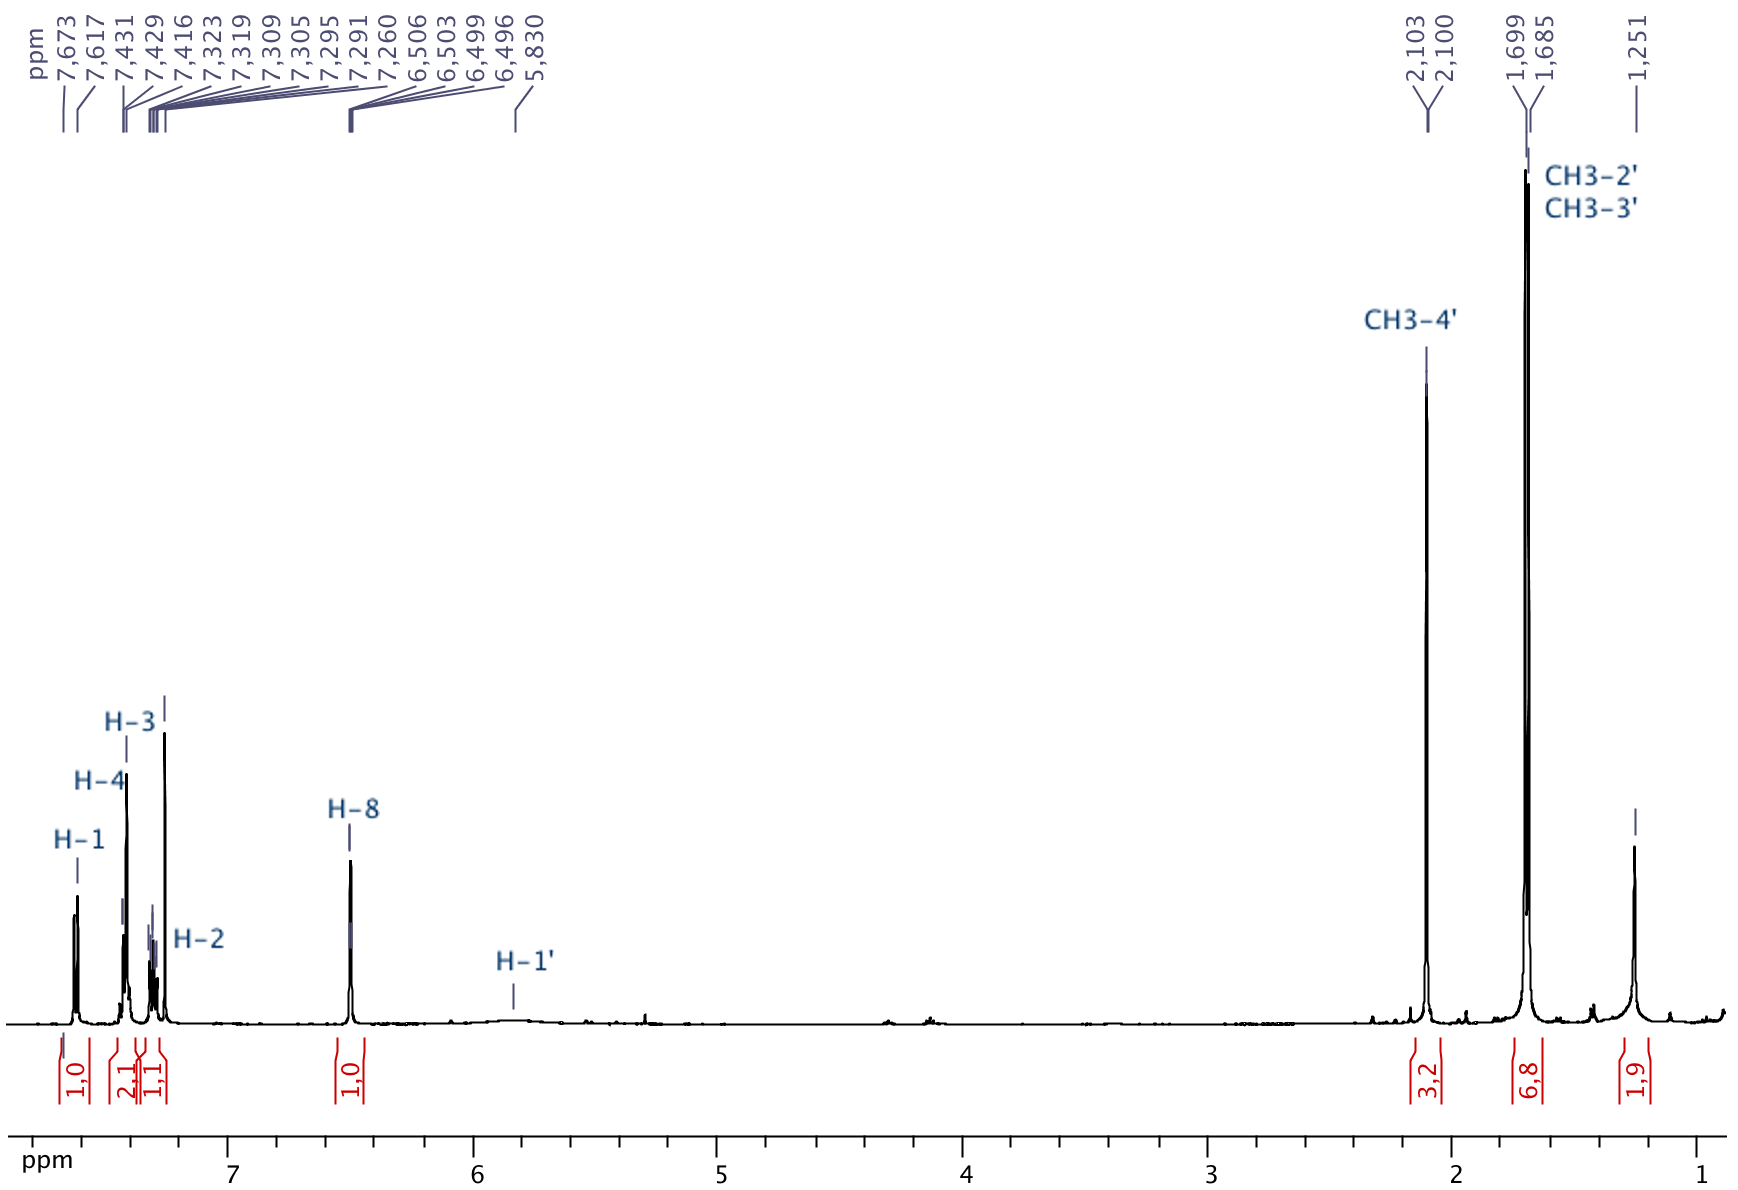 ppm
7,673
7,617
7,431
7,429
7,416
7,323
7,319
7,309
7,305
7,295
7,291
7,260
6,506
6,503
6,499
6,496
5,830
2,103
2,100
1,699
1,685
1,251
CH3-2'
CH3-3'
CH3-4'
H-3
H-4
H-8
H-1
H-2
H-1'
1,0
2,1
1,1
1,0
3,2
6,8
1,9
ppm
7 6 5 4 3 2 1